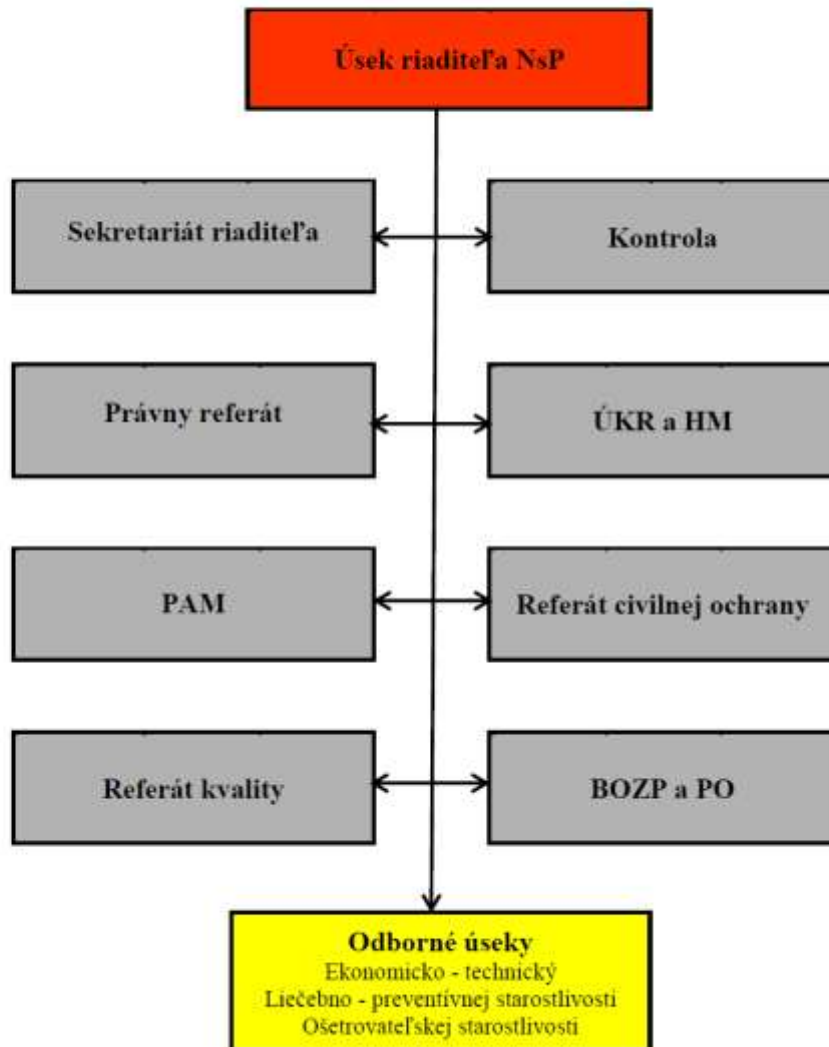 Úsek riaditeľa NsP
Sekretariát riaditeľa
Kontrola
Právny referát
ÚKR a HM
PAM
Referát civilnej ochrany
Referát kvality
BOZP a PO
Odborné úseky
Ekonomicko - technický
Liečebno - preventívnej starostlivosti
Ošetrovateľskej starostlivosti